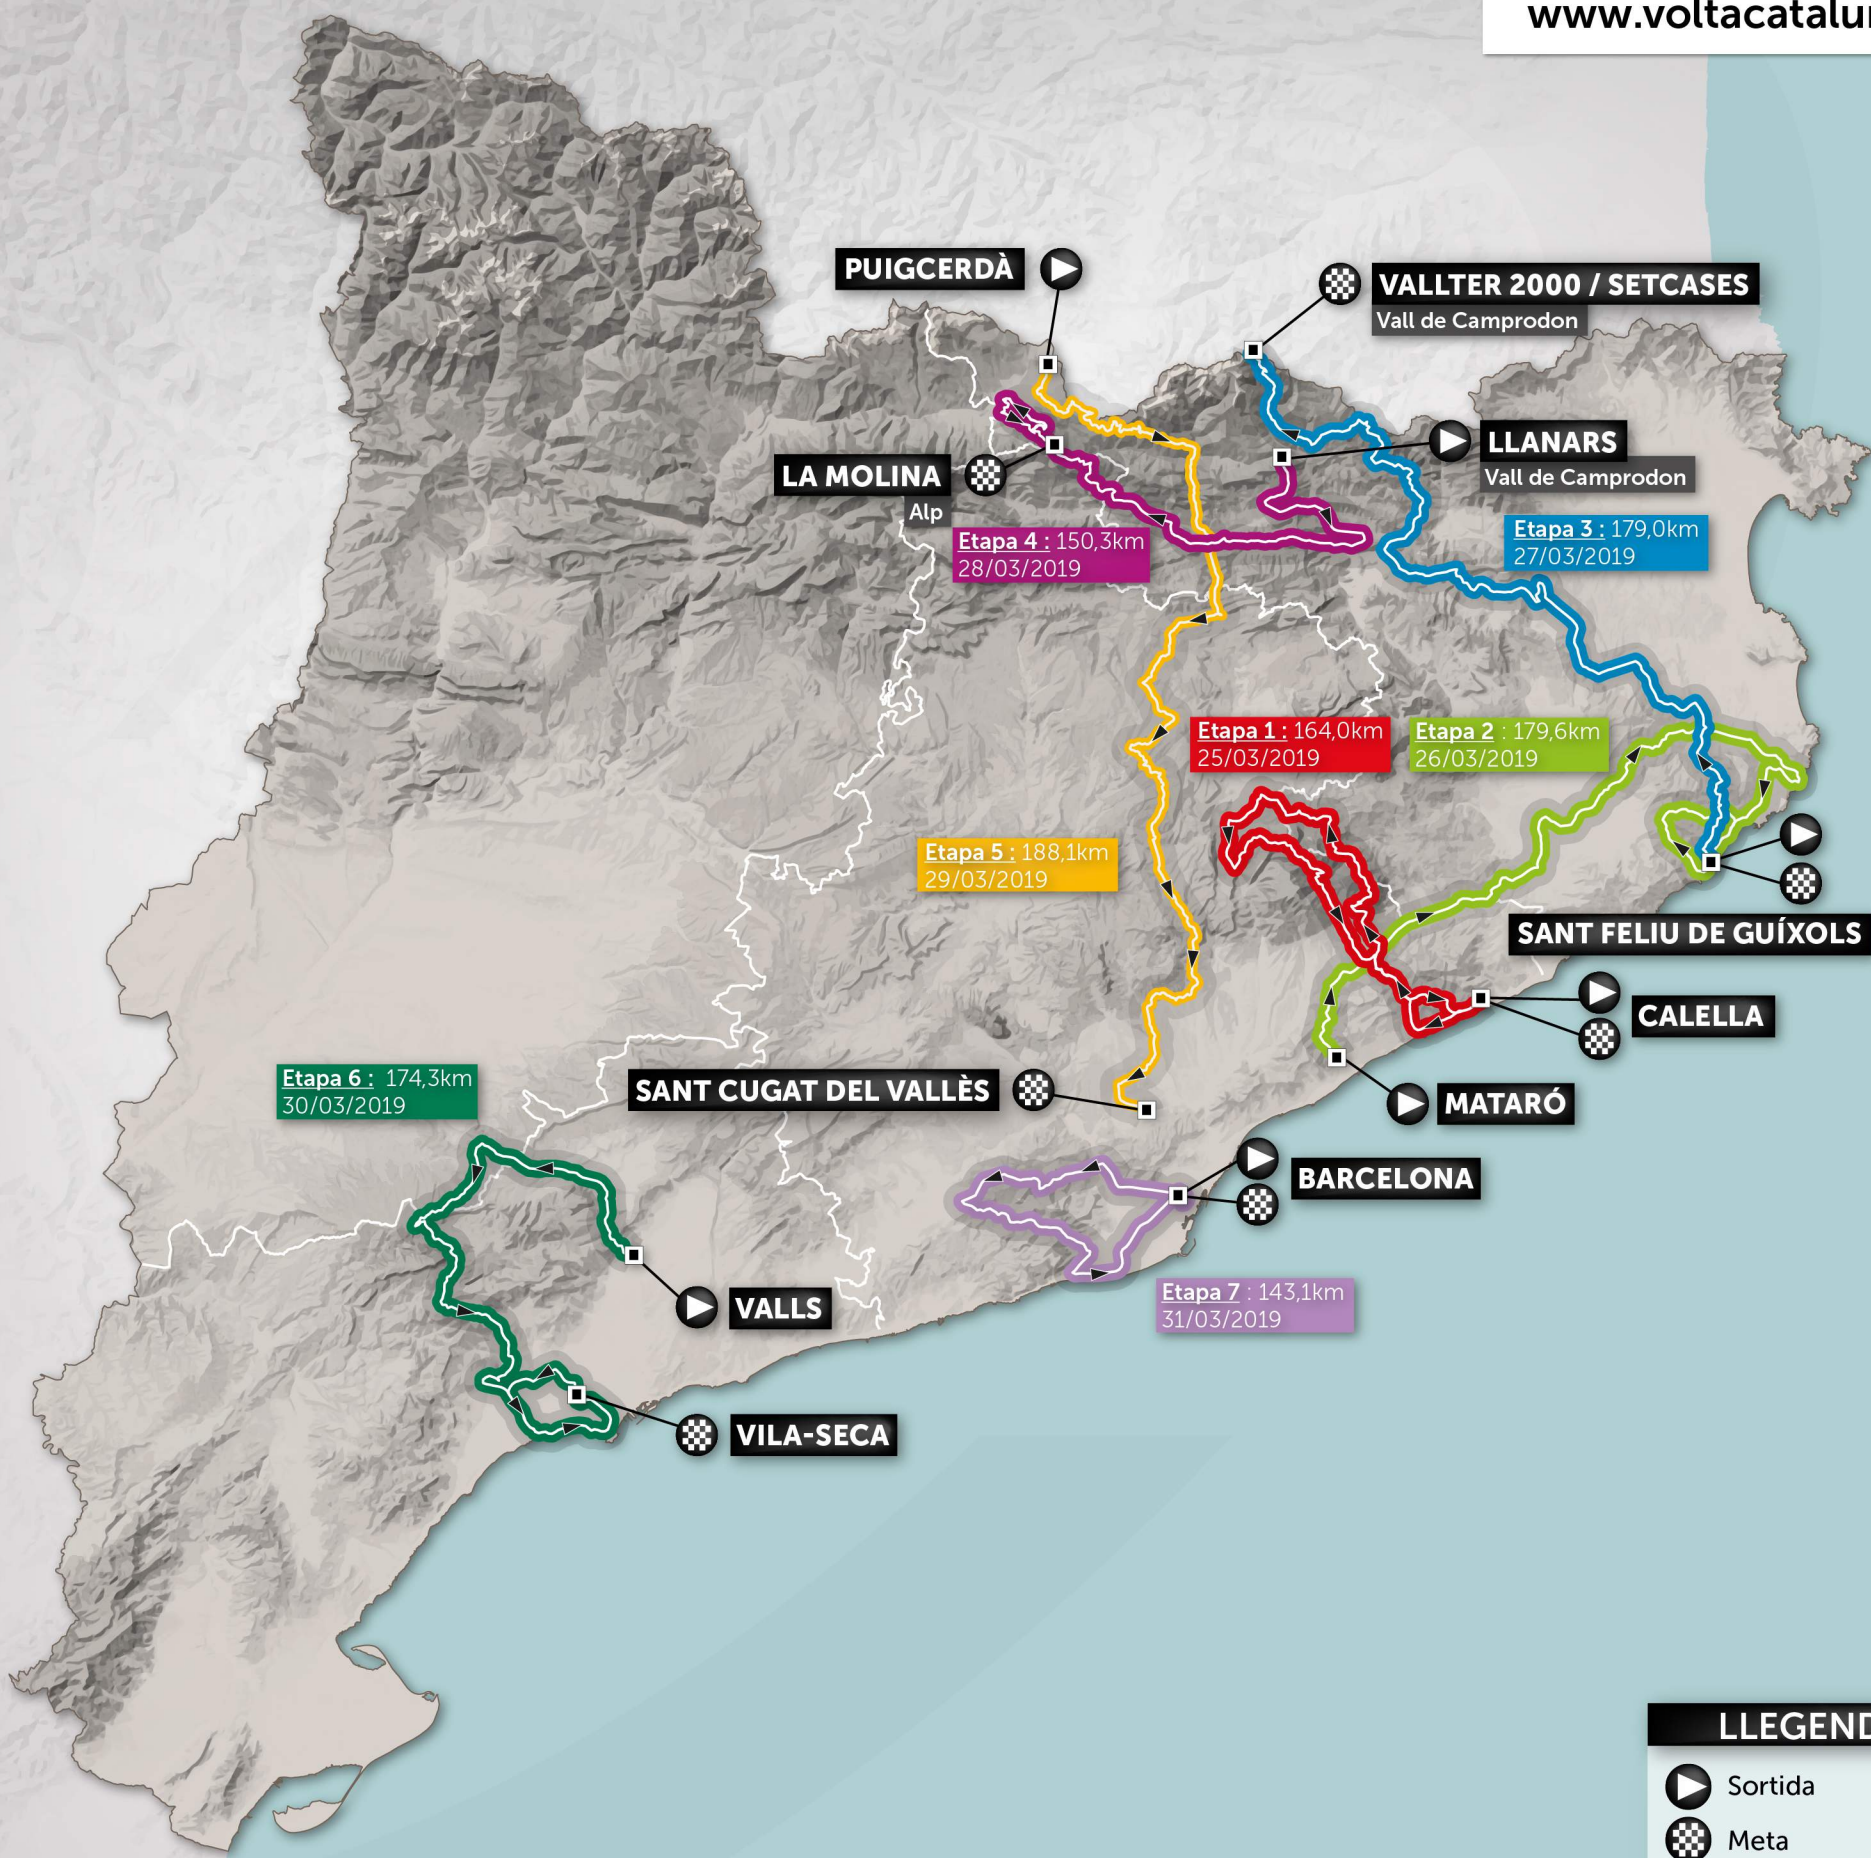 www.voltacatalu
PUIGCERDÀ
VALLTER 2000 / SETCASES
Vall de Camprodon
LLANARS
Vall de Camprodon
LA MOLINA
Alp
Etapa 4 : 150,3km
28/03/2019
Etapa 3 : 179,0km
27/03/2019
Etapa 1 : 164,0km
25/03/2019
Etapa 2 : 179,6km
26/03/2019
Etapa 5 : 188,1km
29/03/2019
SANT FELIU DE GUÍXOLS
CALELLA
Etapa 6 : 174,3km
30/03/2019
SANT CUGAT DEL VALLÈS
MATARÓ
BARCELONA
Etapa 7 : 143,1km
31/03/2019
VALLS
VILA-SECA
LLEGEND
Sortida
Meta